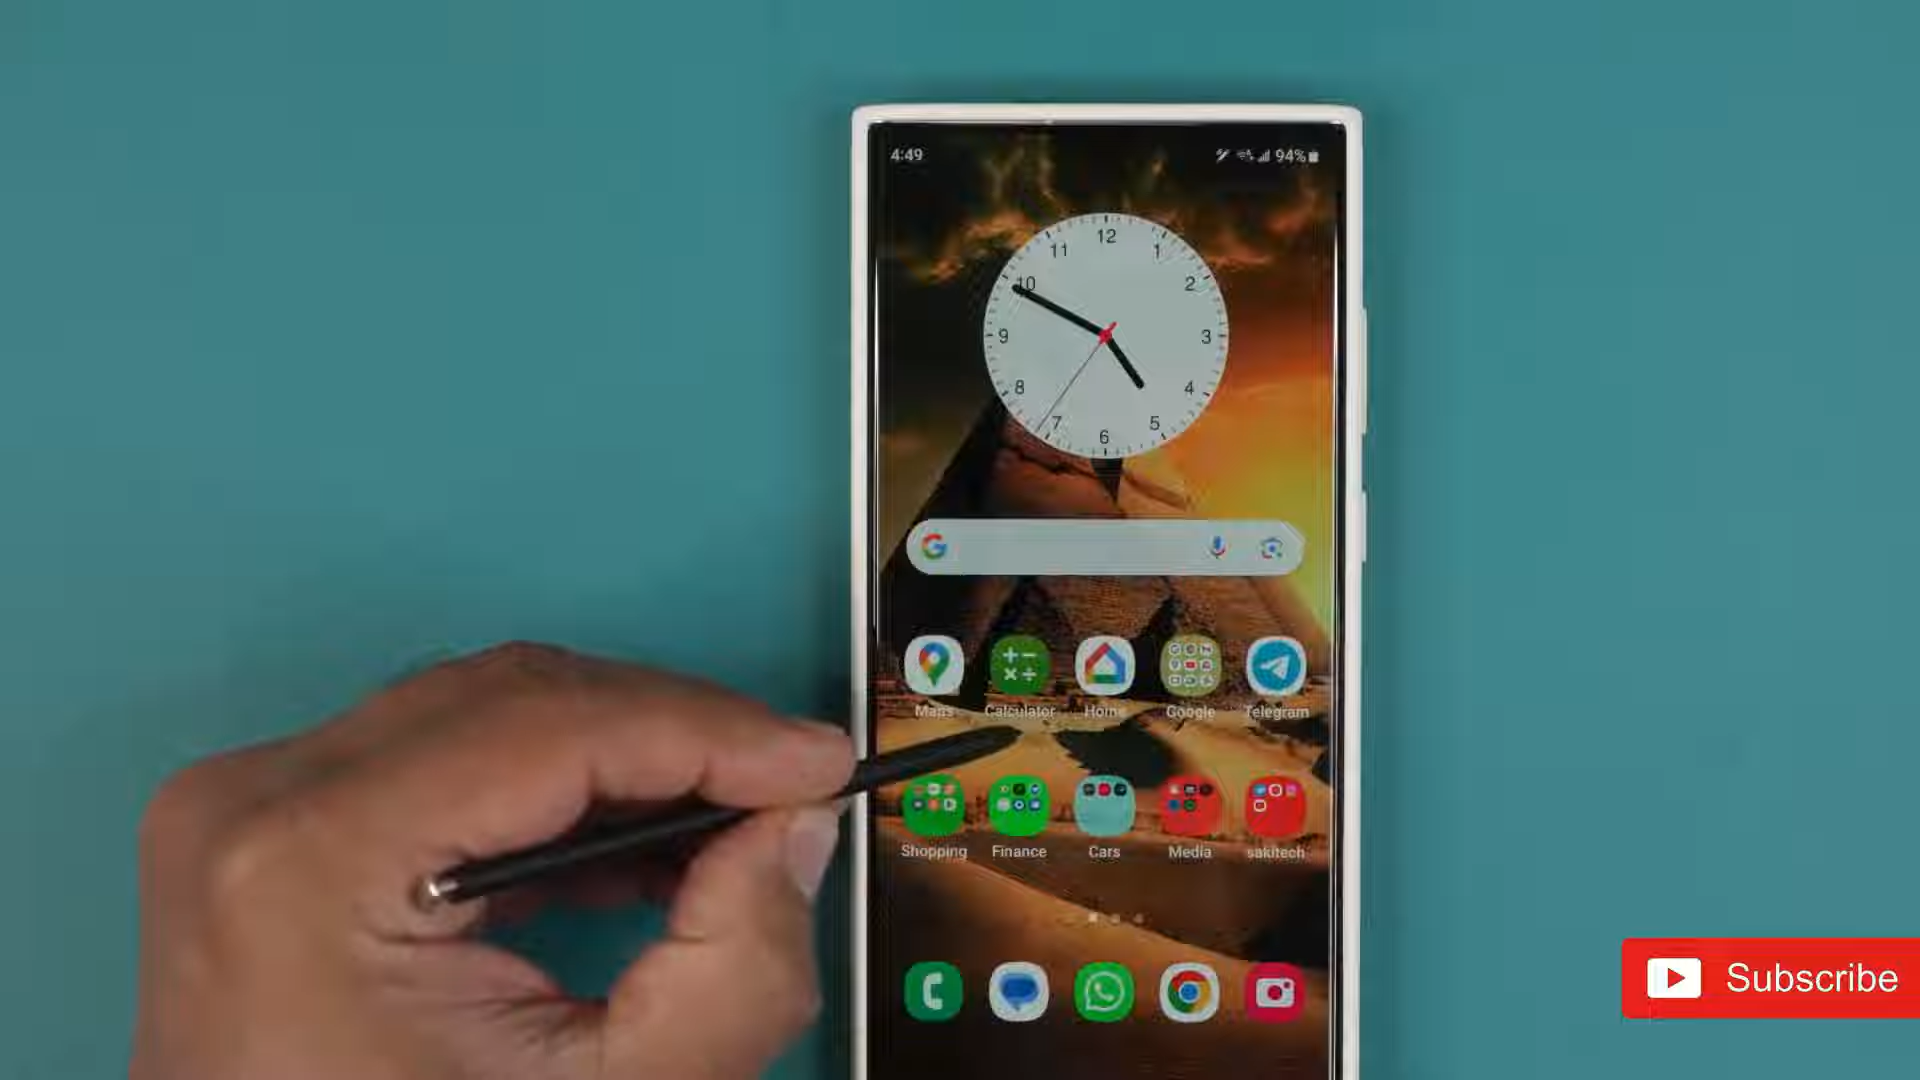 4:49
94%
12
11
1
10
2
9
3
8
4
7
5
6
Maps
Calculator
Home
Google
Telegram
Shopping
Finance
Cars
Media
sakitech
Subscribe